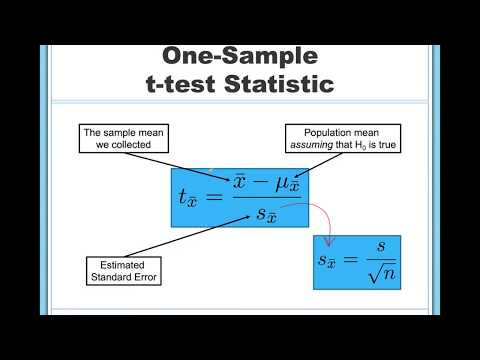 One-Sample
t-test Statistic
The sample mean
we collected
Population mean
assuming that H₀ is true
t_x̄ = (x̄ − μ_x̄) / s_x̄
Estimated
Standard Error
s_x̄ = s / √n